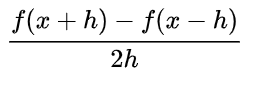 f(x + h) − f(x − h)
2h